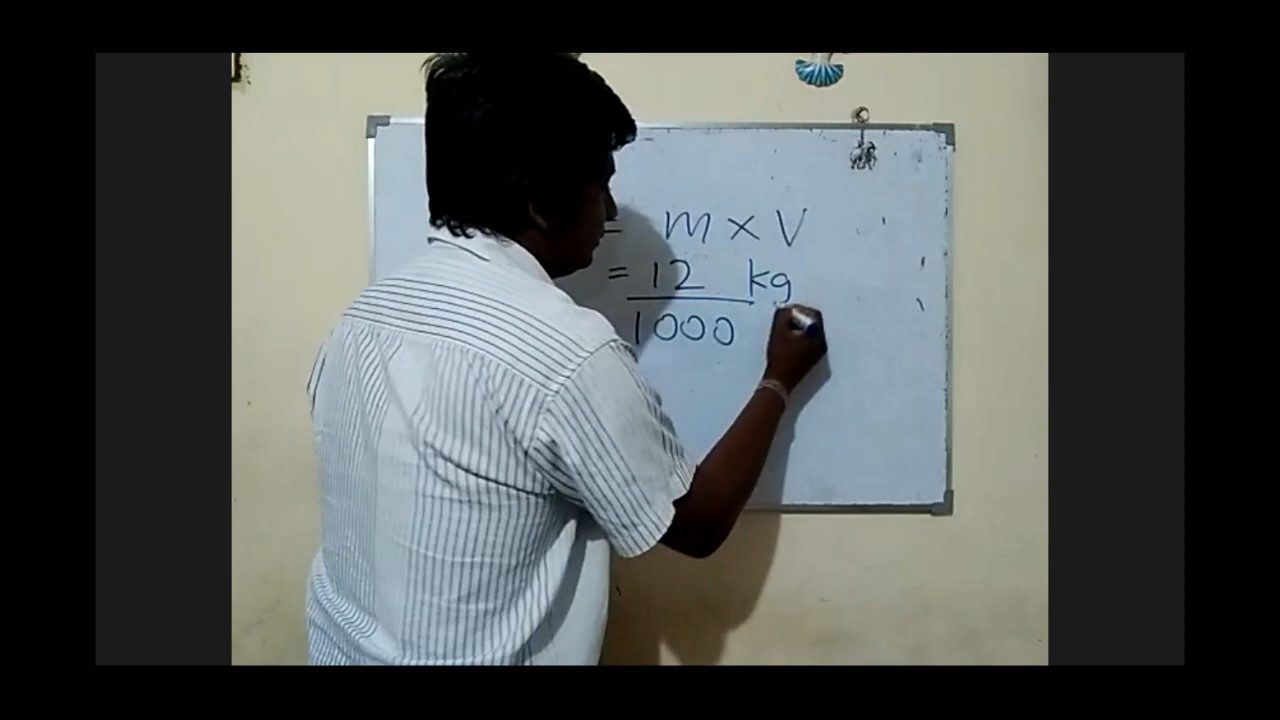 = m × V
= 12 kg
1000